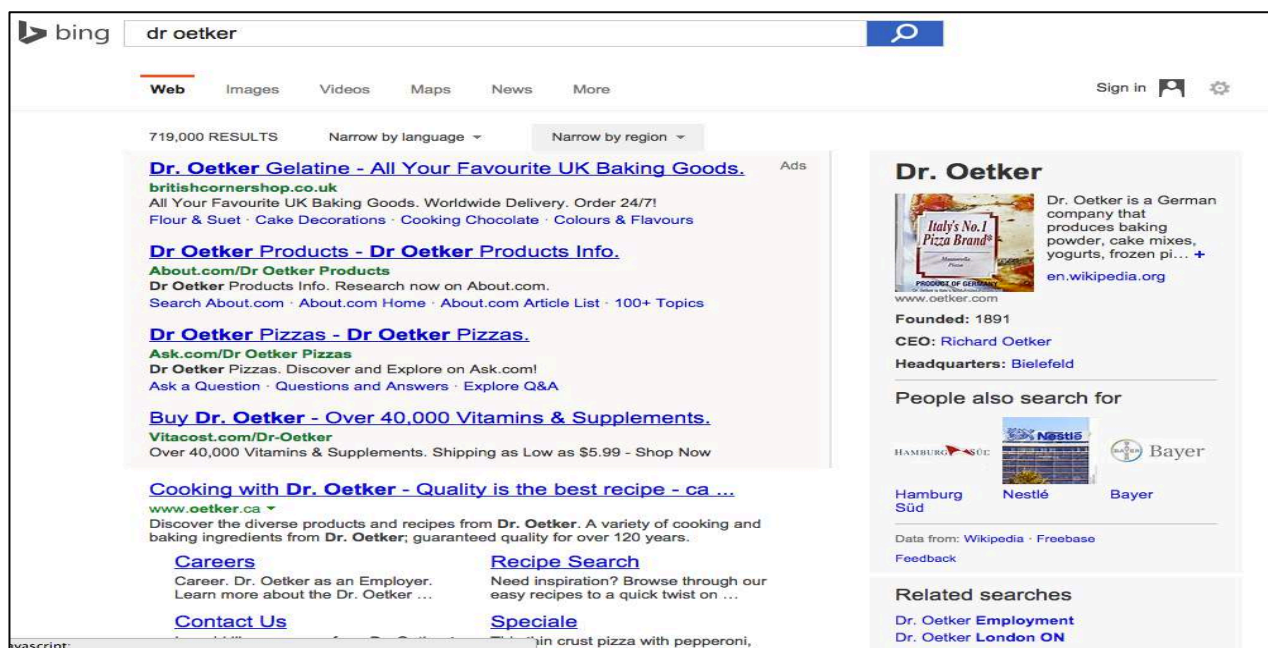 bing
dr oetker
Web Images Videos Maps News More
Sign in
719,000 RESULTS Narrow by language Narrow by region
Dr. Oetker Gelatine - All Your Favourite UK Baking Goods. Ads
britishcornershop.co.uk
All Your Favourite UK Baking Goods. Worldwide Delivery. Order 24/7!
Flour & Suet · Cake Decorations · Cooking Chocolate · Colours & Flavours
Dr Oetker Products - Dr Oetker Products Info.
About.com/Dr Oetker Products
Dr Oetker Products Info. Research now on About.com.
Search About.com · About.com Home · About.com Article List · 100+ Topics
Dr Oetker Pizzas - Dr Oetker Pizzas.
Ask.com/Dr Oetker Pizzas
Dr Oetker Pizzas. Discover and Explore on Ask.com!
Ask a Question · Questions and Answers · Explore Q&A
Buy Dr. Oetker - Over 40,000 Vitamins & Supplements.
Vitacost.com/Dr-Oetker
Over 40,000 Vitamins & Supplements. Shipping as Low as $5.99 - Shop Now
Cooking with Dr. Oetker - Quality is the best recipe - ca ...
www.oetker.ca
Discover the diverse products and recipes from Dr. Oetker. A variety of cooking and
baking ingredients from Dr. Oetker; guaranteed quality for over 120 years.
Careers
Career. Dr. Oetker as an Employer.
Learn more about the Dr. Oetker ...
Recipe Search
Need inspiration? Browse through our
easy recipes to a quick twist on ...
Contact Us
Speciale
thin crust pizza with pepperoni,
Dr. Oetker
Italy's No.1
Pizza Brand*
Mozzarella
Pizza
PRODUCT OF GERMANY
www.oetker.com
Dr. Oetker is a German
company that
produces baking
powder, cake mixes,
yogurts, frozen pi... +
en.wikipedia.org
Founded: 1891
CEO: Richard Oetker
Headquarters: Bielefeld
People also search for
HAMBURG SÜD
Nestlé
BAYER
Bayer
Hamburg
Süd
Nestlé
Bayer
Data from: Wikipedia · Freebase
Feedback
Related searches
Dr. Oetker Employment
Dr. Oetker London ON